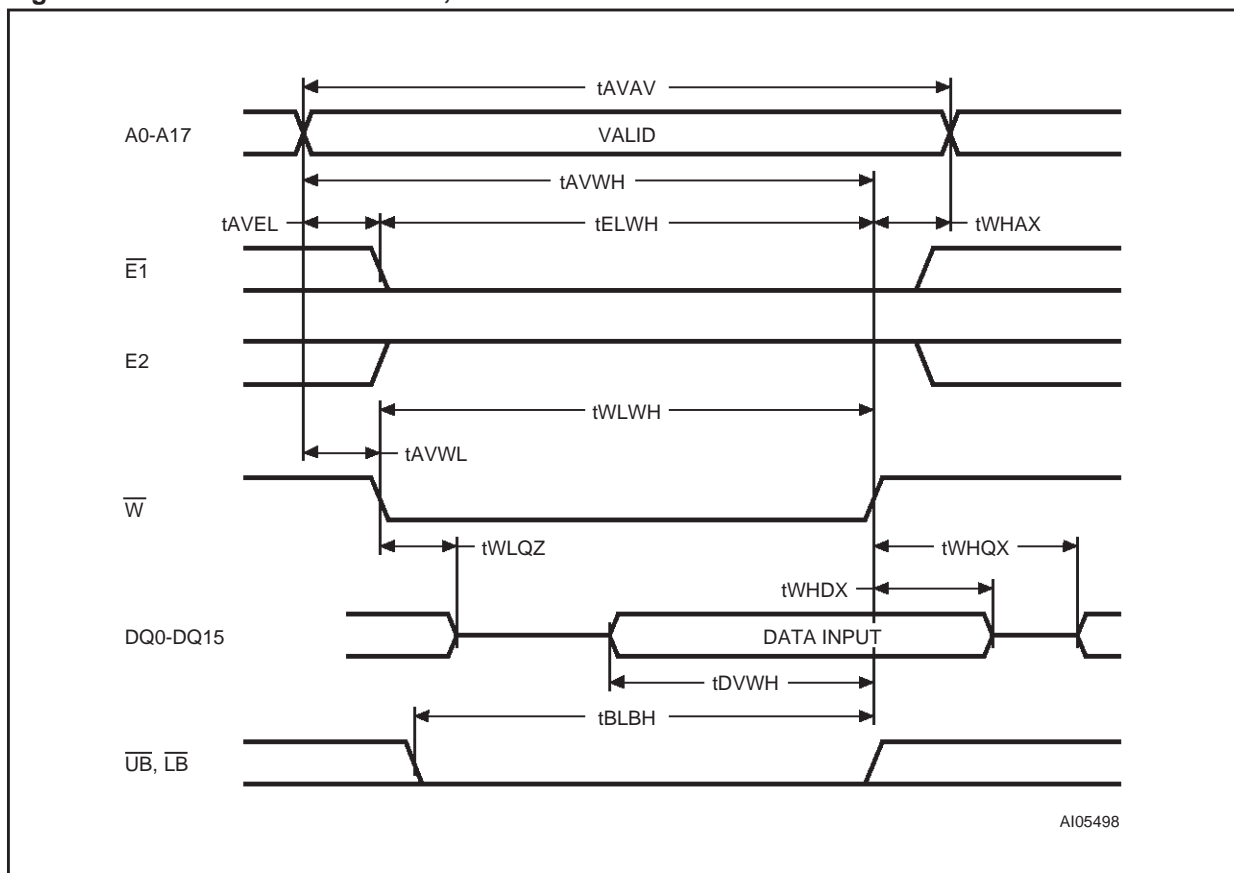 tAVAV
A0-A17 VALID
tAVWH
tAVEL tELWH tWHAX
E1
E2
tWLWH
tAVWL
W
tWLQZ tWHQX
tWHDX
DQ0-DQ15 DATA INPUT
tDVWH
tBLBH
UB, LB
AI05498